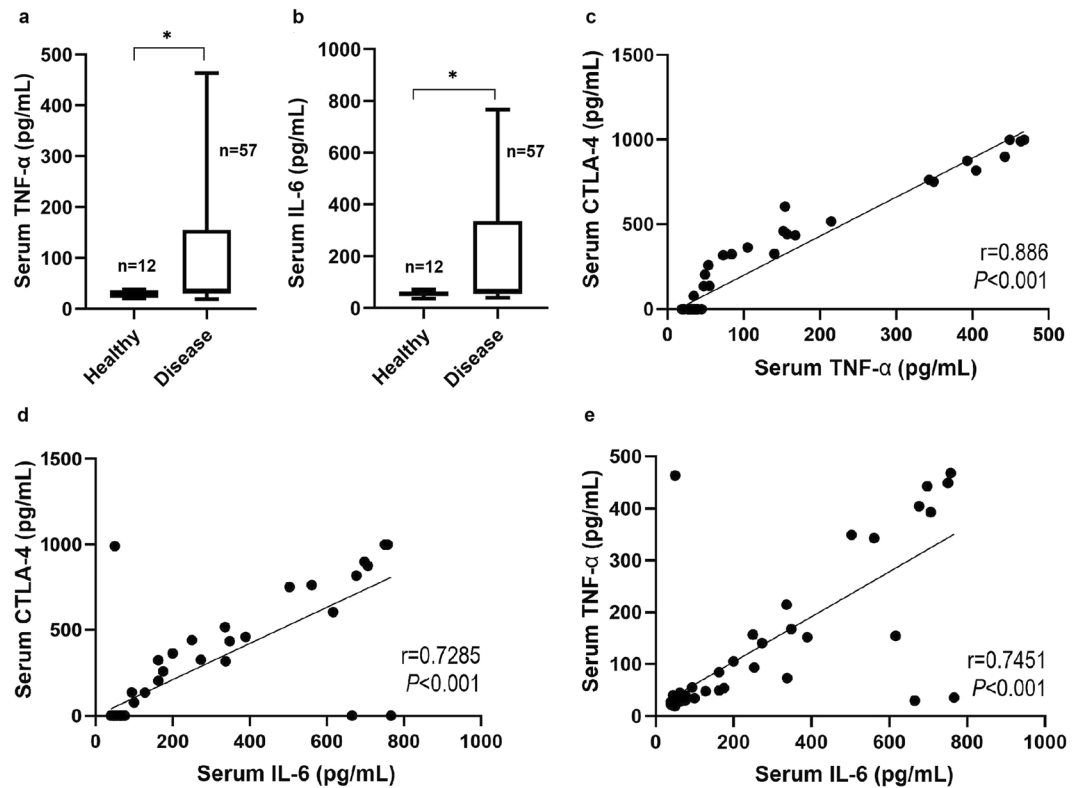 a
Serum TNF-α (pg/mL)
500
400
300
200
100
0
*
n=57
n=12
Healthy
Disease
b
Serum IL-6 (pg/mL)
1000
800
600
400
200
0
*
n=57
n=12
Healthy
Disease
c
Serum CTLA-4 (pg/mL)
1500
1000
500
0
r=0.886
P<0.001
0 100 200 300 400 500
Serum TNF-α (pg/mL)
d
Serum CTLA-4 (pg/mL)
1500
1000
500
0
r=0.7285
P<0.001
0 200 400 600 800 1000
Serum IL-6 (pg/mL)
e
Serum TNF-α (pg/mL)
500
400
300
200
100
0
r=0.7451
P<0.001
0 200 400 600 800 1000
Serum IL-6 (pg/mL)